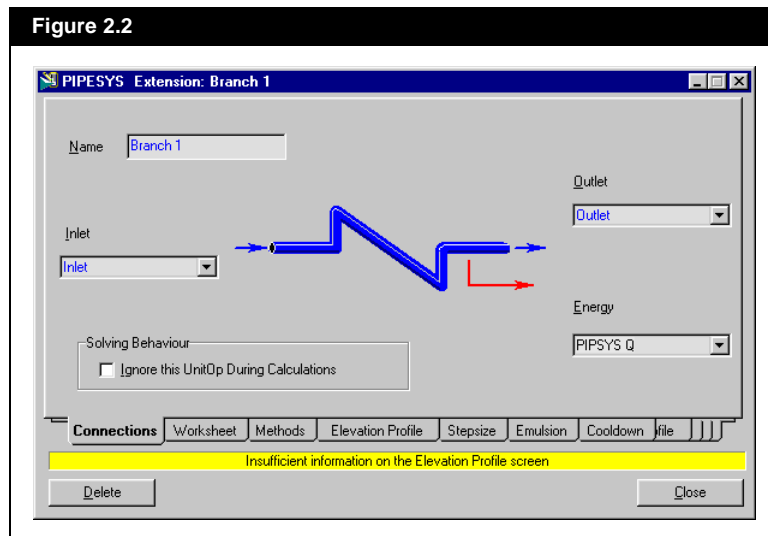 Figure 2.2
PIPESYS Extension: Branch 1
Name Branch 1
Outlet
Outlet
Inlet
Inlet
Energy
PIPSYS Q
Solving Behaviour
Ignore this UnitOp During Calculations
Connections Worksheet Methods Elevation Profile Stepsize Emulsion Cooldown
Insufficient information on the Elevation Profile screen
Delete Close